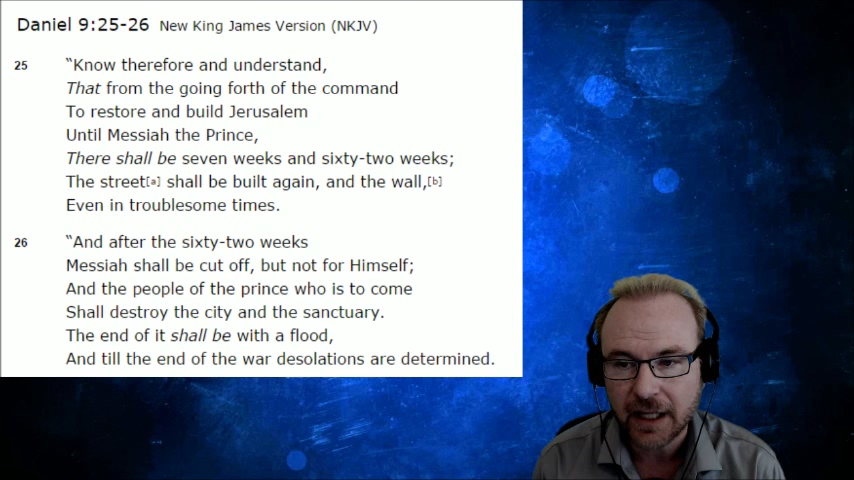 Daniel 9:25-26 New King James Version (NKJV)
25 “Know therefore and understand,
That from the going forth of the command
To restore and build Jerusalem
Until Messiah the Prince,
There shall be seven weeks and sixty-two weeks;
The street[a] shall be built again, and the wall,[b]
Even in troublesome times.
26 “And after the sixty-two weeks
Messiah shall be cut off, but not for Himself;
And the people of the prince who is to come
Shall destroy the city and the sanctuary.
The end of it shall be with a flood,
And till the end of the war desolations are determined.